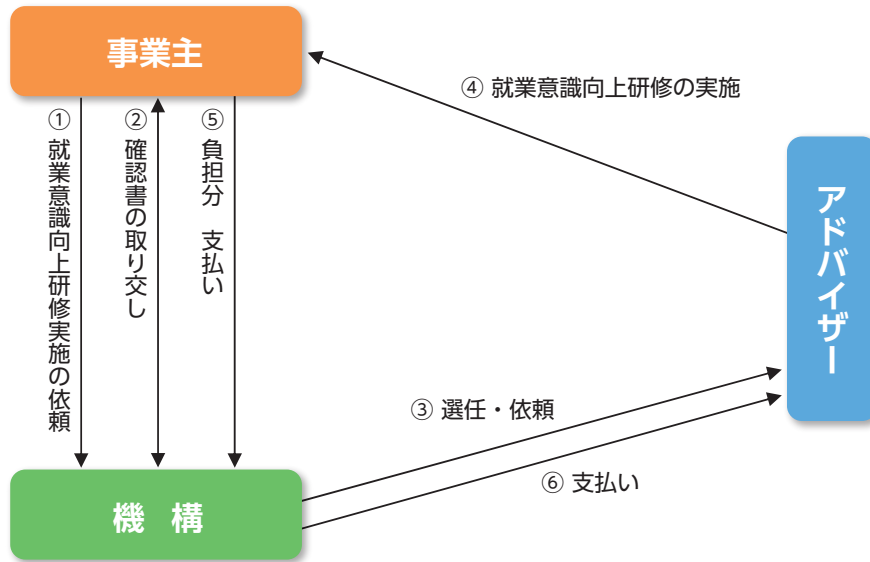 事業主
① 就業意識向上研修実施の依頼
② 確認書の取り交し
⑤ 負担分　支払い
④ 就業意識向上研修の実施
アドバイザー
③ 選任・依頼
⑥ 支払い
機 構